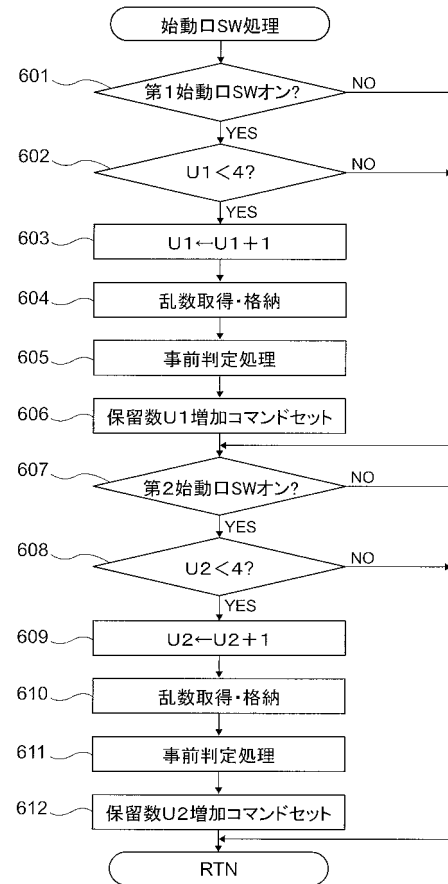 始動口SW処理
601
第1始動口SWオン?
NO
YES
602
U1<4?
NO
YES
603
U1←U1+1
604
乱数取得・格納
605
事前判定処理
606
保留数U1増加コマンドセット
607
第2始動口SWオン?
NO
YES
608
U2<4?
NO
YES
609
U2←U2+1
610
乱数取得・格納
611
事前判定処理
612
保留数U2増加コマンドセット
RTN